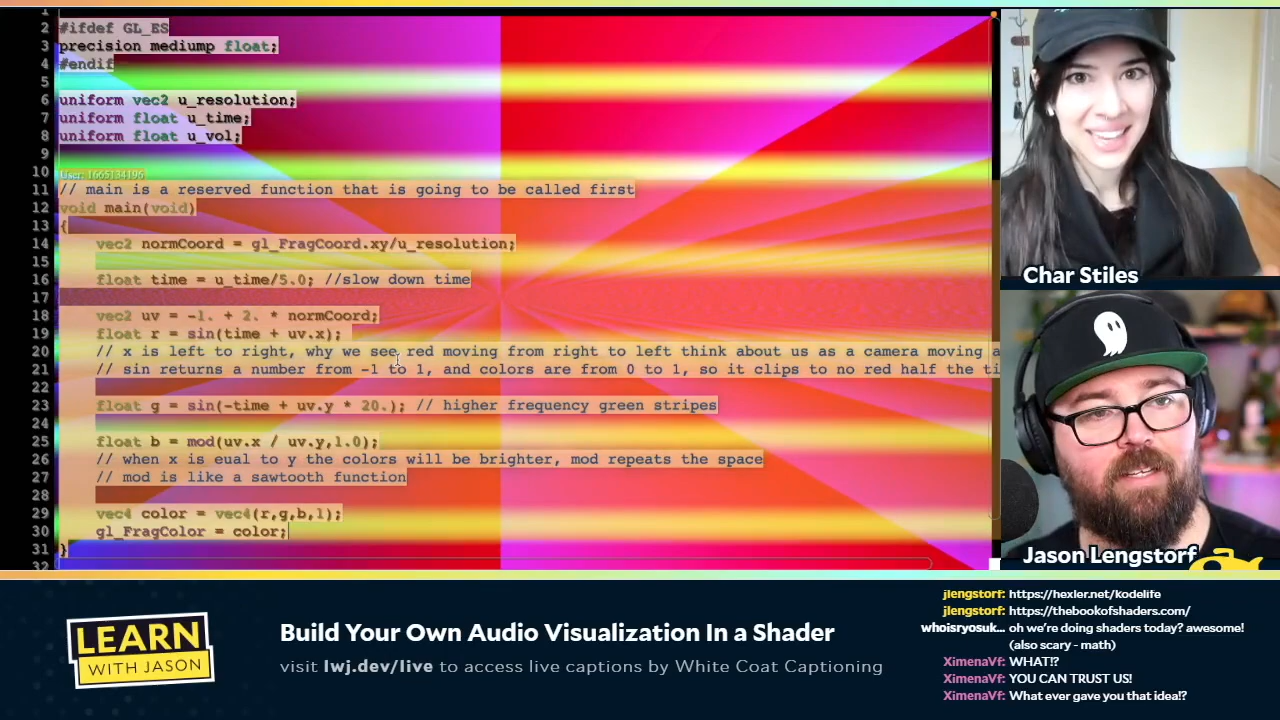 1
2 #ifdef GL_ES
3 precision mediump float;
4 #endif
5
6 uniform vec2 u_resolution;
7 uniform float u_time;
8 uniform float u_vol;
9
User: 1665134196
10
11 // main is a reserved function that is going to be called first
12 void main(void)
13 {
14 vec2 normCoord = gl_FragCoord.xy/u_resolution;
15
16 float time = u_time/5.0; //slow down time
17
18 vec2 uv = -1. + 2. * normCoord;
19 float r = sin(time + uv.x);
20 // x is left to right, why we see red moving from right to left think about us as a camera moving a
21 // sin returns a number from -1 to 1, and colors are from 0 to 1, so it clips to no red half the ti
22
23 float g = sin(-time + uv.y * 20.); // higher frequency green stripes
24
25 float b = mod(uv.x / uv.y,1.0);
26 // when x is eual to y the colors will be brighter, mod repeats the space
27 // mod is like a sawtooth function
28
29 vec4 color = vec4(r,g,b,1);
30 gl_FragColor = color;
31 }
32
Char Stiles
Jason Lengstorf
LEARN
WITH JASON
Build Your Own Audio Visualization In a Shader
visit lwj.dev/live to access live captions by White Coat Captioning
jlengstorf: https://hexler.net/kodelife
jlengstorf: https://thebookofshaders.com/
whoisryosuk... oh we're doing shaders today? awesome!
(also scary - math)
XimenaVf: WHAT!?
XimenaVf: YOU CAN TRUST US!
XimenaVf: What ever gave you that idea!?